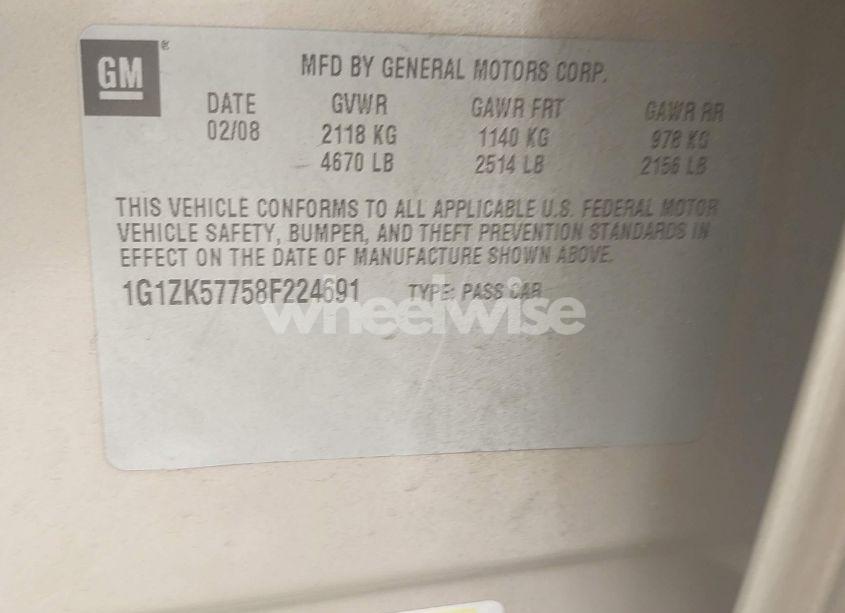 GM ®
MFD BY GENERAL MOTORS CORP.
DATE GVWR GAWR FRT GAWR RR
02/08 2118 KG 1140 KG 978 KG
4670 LB 2514 LB 2156 LB
THIS VEHICLE CONFORMS TO ALL APPLICABLE U.S. FEDERAL MOTOR
VEHICLE SAFETY, BUMPER, AND THEFT PREVENTION STANDARDS IN
EFFECT ON THE DATE OF MANUFACTURE SHOWN ABOVE.
1G1ZK57758F224691 TYPE: PASS CAR
wheelwise